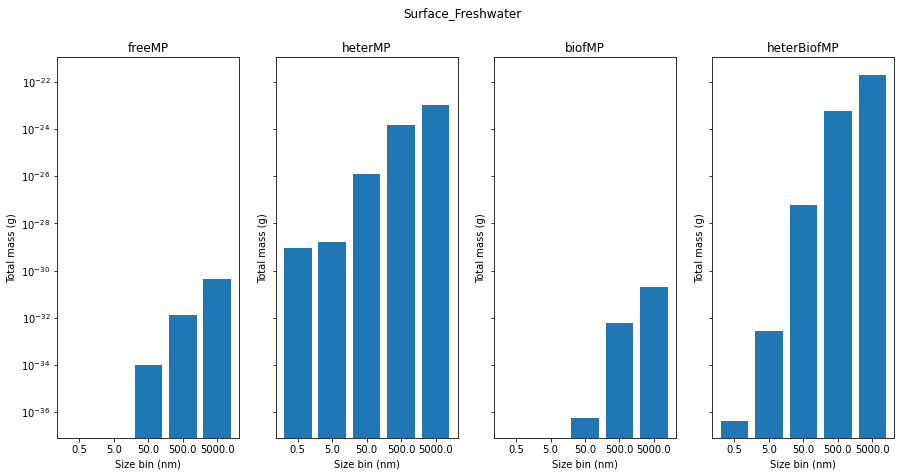 Surface_Freshwater
freeMP
heterMP
biofMP
heterBiofMP
Total mass (g)
10⁻²²
10⁻²⁴
10⁻²⁶
10⁻²⁸
10⁻³⁰
10⁻³²
10⁻³⁴
10⁻³⁶
0.5 5.0 50.0 500.0 5000.0
Size bin (nm)
Total mass (g)
0.5 5.0 50.0 500.0 5000.0
Size bin (nm)
Total mass (g)
0.5 5.0 50.0 500.0 5000.0
Size bin (nm)
Total mass (g)
0.5 5.0 50.0 500.0 5000.0
Size bin (nm)